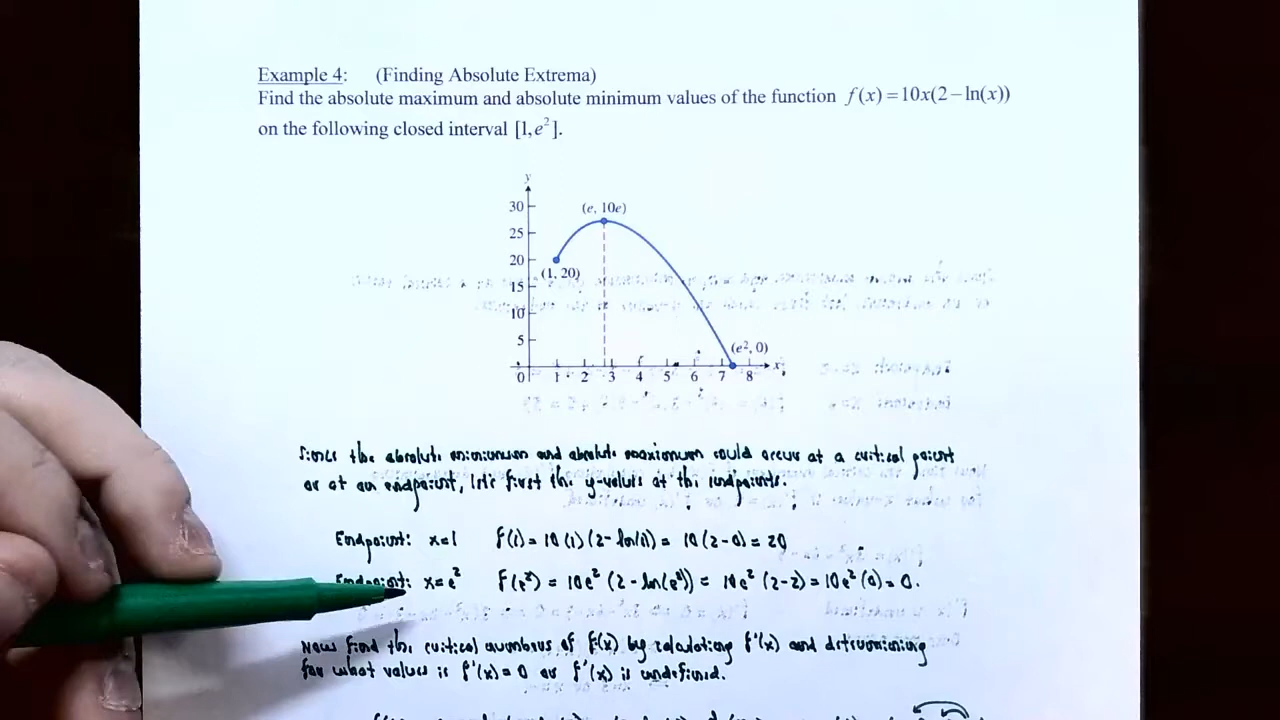 Example 4: (Finding Absolute Extrema)
Find the absolute maximum and absolute minimum values of the function f(x)=10x(2−ln(x))
on the following closed interval [1,e²].
y
30
25
20
15
10
5
0 1 2 3 4 5 6 7 8 x
(e, 10e)
(1, 20)
(e², 0)
Since the absolute minimum and absolute maximum could occur at a critical point
or at an endpoint, let's first the y-values at the endpoints.
Endpoint: x=1 f(1) = 10(1)(2-ln(1)) = 10(2-0) = 20
Endpoint: x=e² f(e²) = 10e²(2-ln(e²)) = 10e²(2-2) = 10e²(0) = 0.
Now find the critical numbers of f(x) by calculating f'(x) and determining
for what values is f'(x)=0 or f'(x) is undefined.